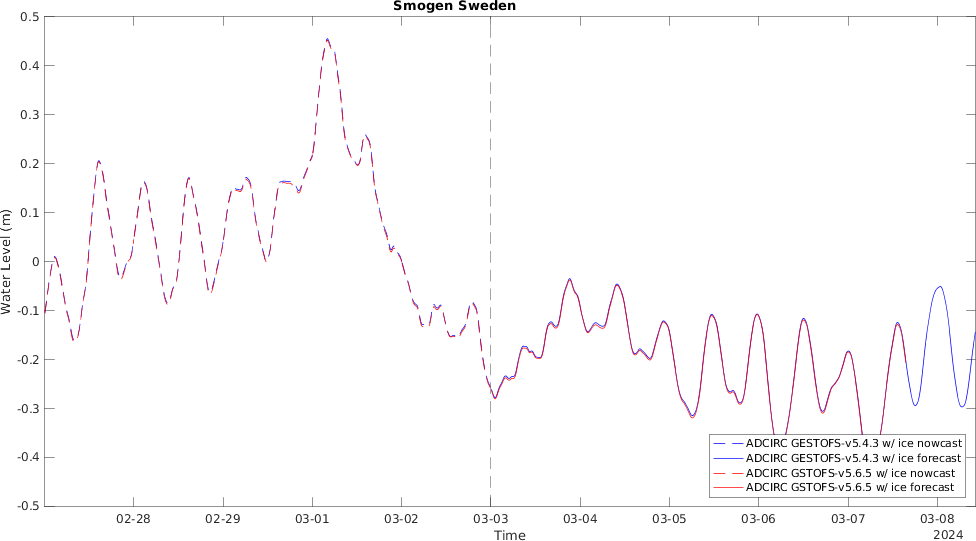 Smogen Sweden
0.5
0.4
0.3
0.2
0.1
0
-0.1
-0.2
-0.3
-0.4
-0.5
Water Level (m)
02-28 02-29 03-01 03-02 03-03 03-04 03-05 03-06 03-07 03-08
Time
2024
ADCIRC GESTOFS-v5.4.3 w/ ice nowcast
ADCIRC GESTOFS-v5.4.3 w/ ice forecast
ADCIRC GSTOFS-v5.6.5 w/ ice nowcast
ADCIRC GSTOFS-v5.6.5 w/ ice forecast